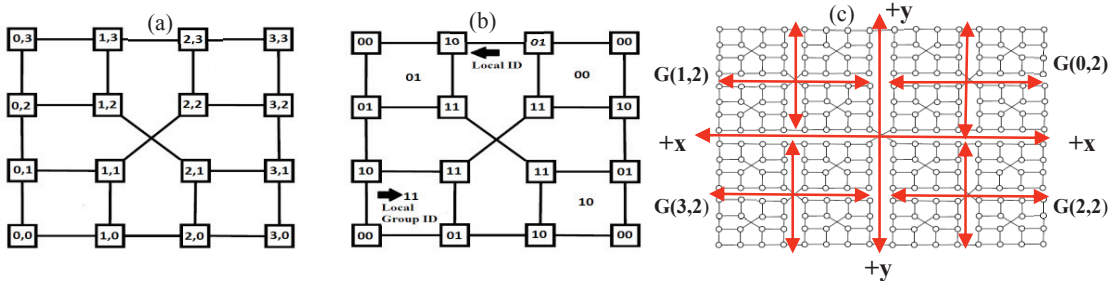 (a)
0,3 1,3 2,3 3,3
0,2 1,2 2,2 3,2
0,1 1,1 2,1 3,1
0,0 1,0 2,0 3,0
(b)
00 10 01 00
Local ID
01 00
01 11 11 10
10 11 11 01
11
Local
Group ID
10
00 01 10 00
(c)
+y
G(1,2) G(0,2)
+x +x
G(3,2) G(2,2)
+y